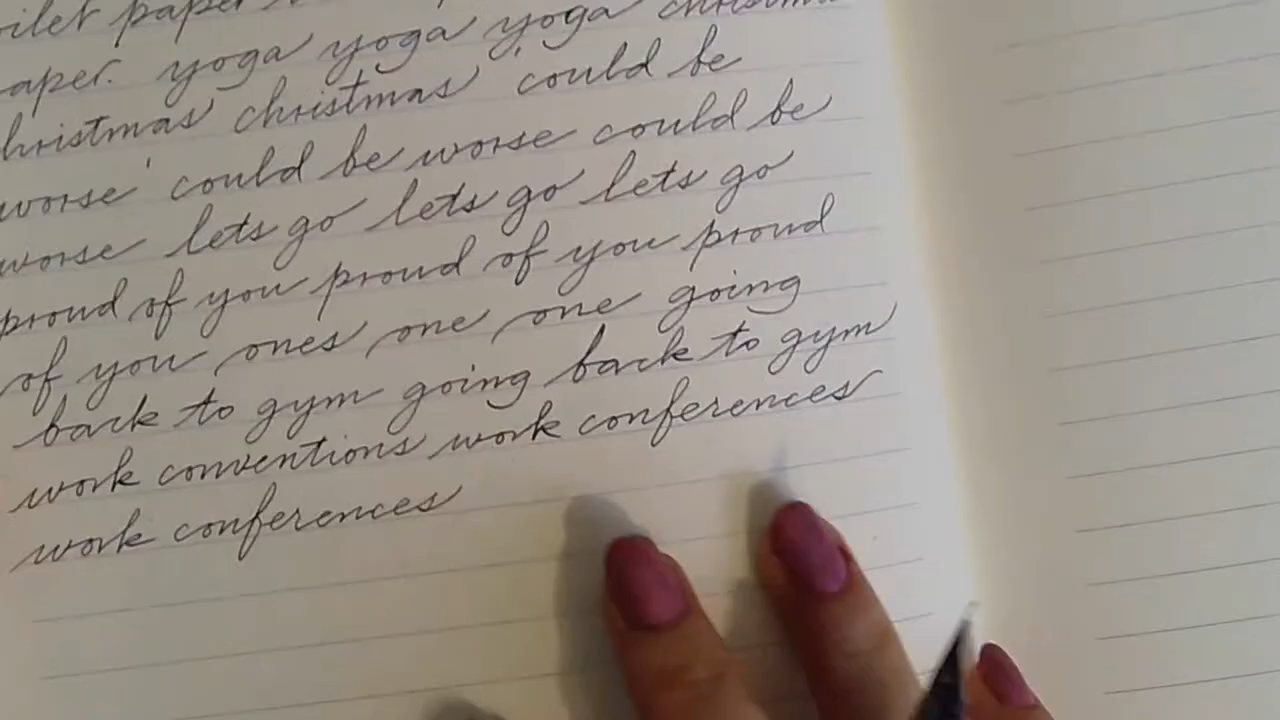 paper
yoga yoga yoga christmas
christmas christmas 'could be
worse' could be worse could be
worse lets go lets go lets go
proud of you proud of you proud
of you ones one one going
back to gym going back to gym
work conventions work conferences
work conferences